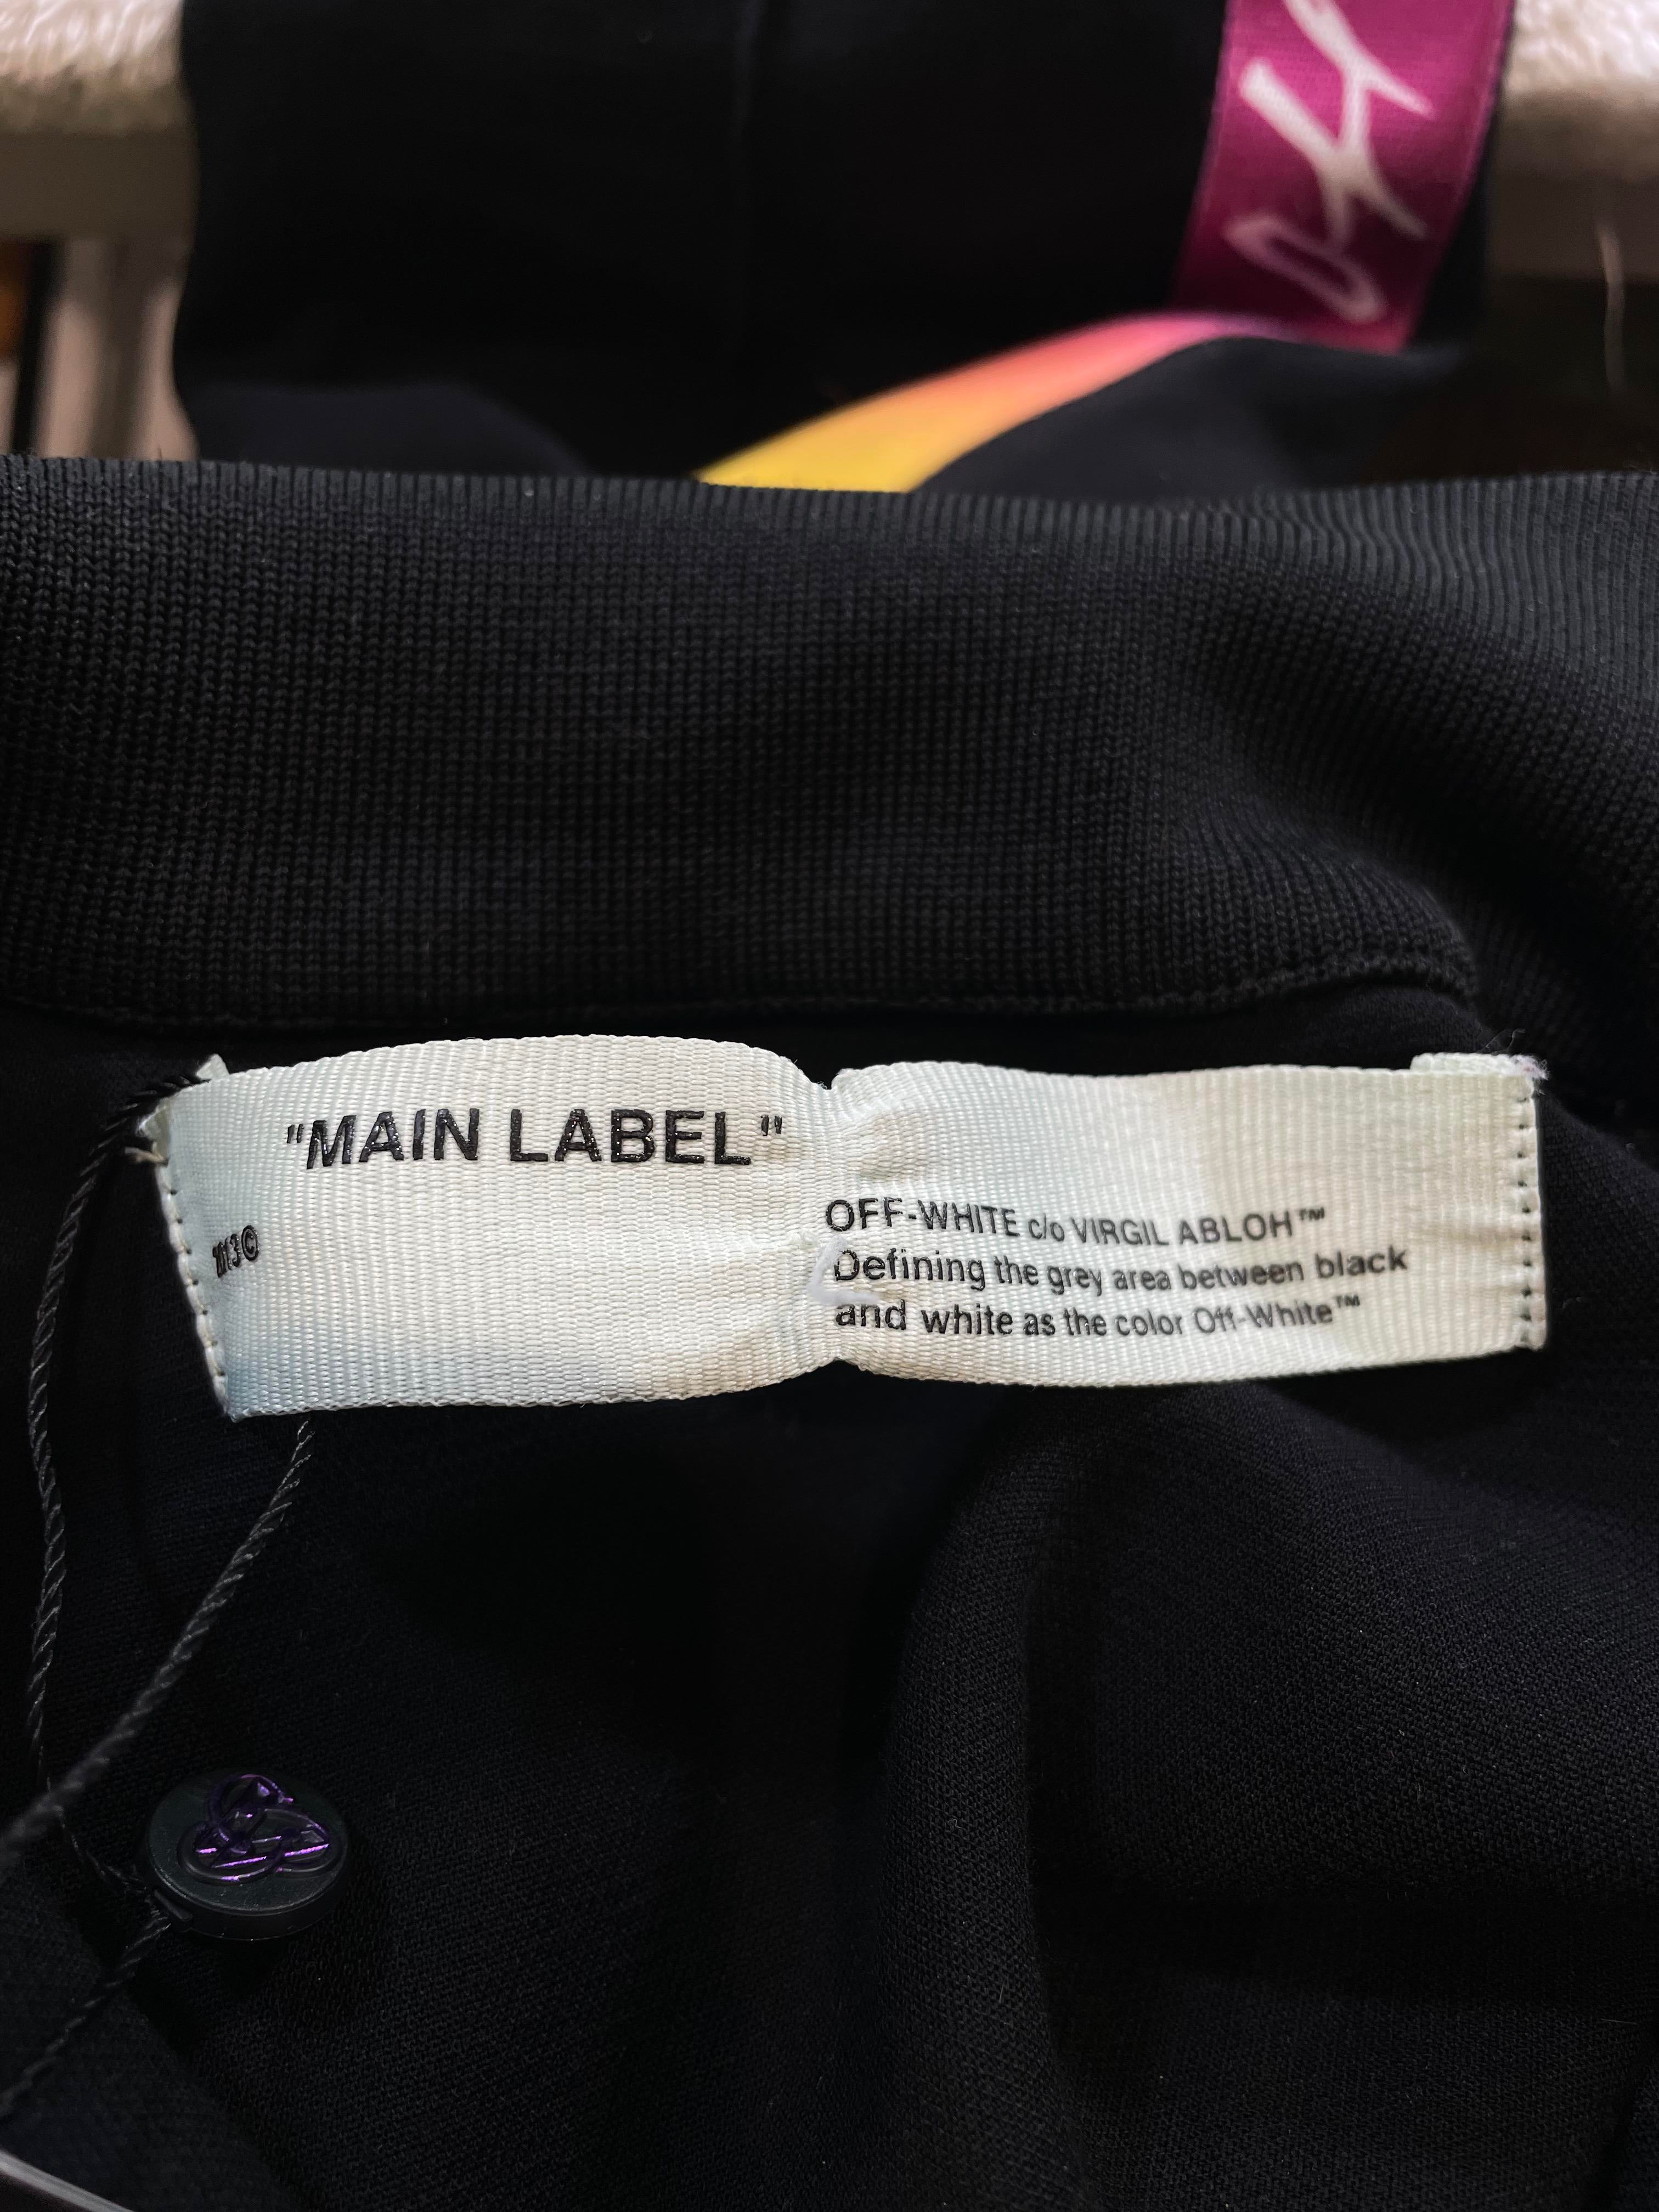 "MAIN LABEL"
2013©
OFF-WHITE c/o VIRGIL ABLOH™
Defining the grey area between black
and white as the color Off-White™